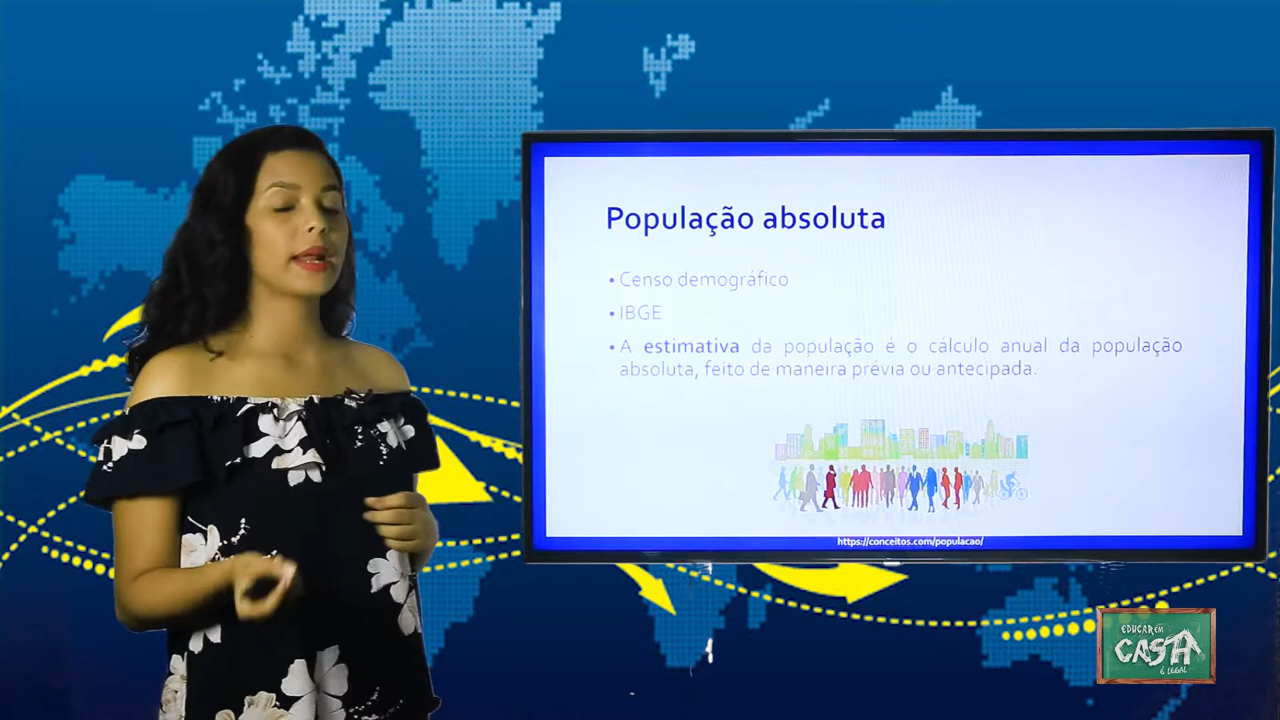 População absoluta
• Censo demográfico
• IBGE
• A estimativa da população é o cálculo anual da população
absoluta, feito de maneira prévia ou antecipada.
https://conceitos.com/populacao/
EDUCAR EM
CASA
É LEGAL